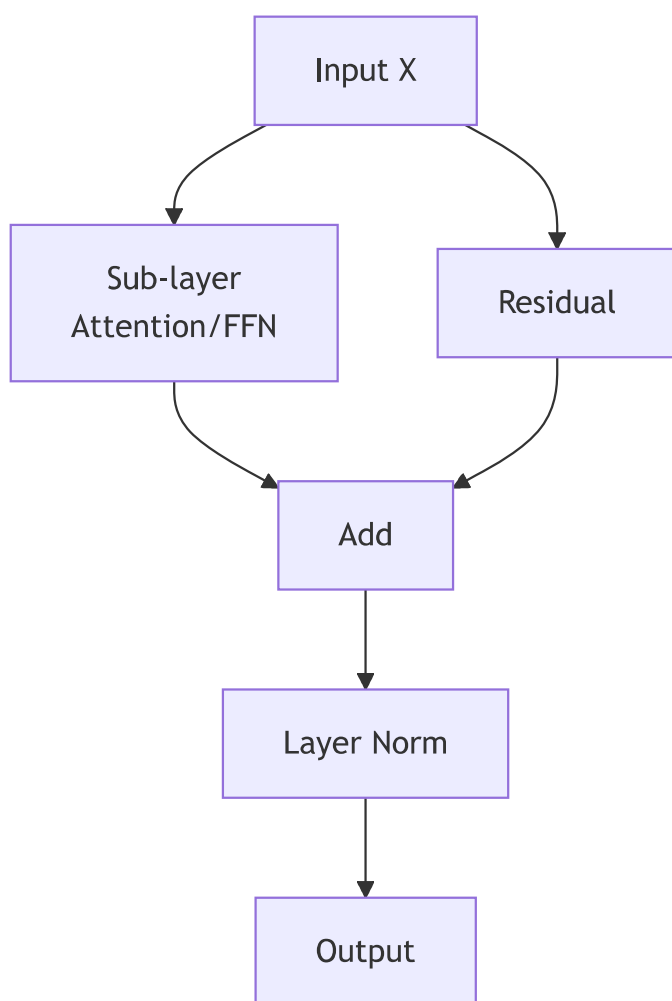 Input X
Sub-layer
Attention/FFN
Residual
Add
Layer Norm
Output